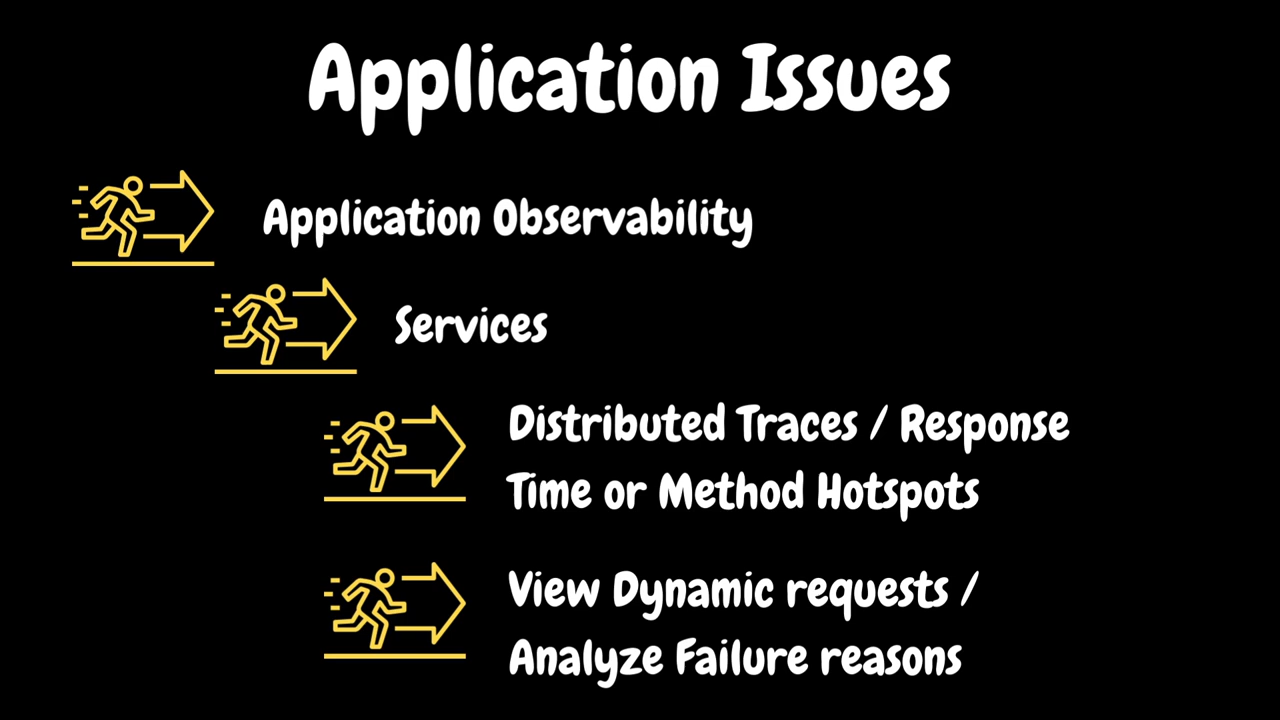 Application Issues
Application Observability
Services
Distributed Traces / Response
Time or Method Hotspots
View Dynamic requests /
Analyze Failure reasons